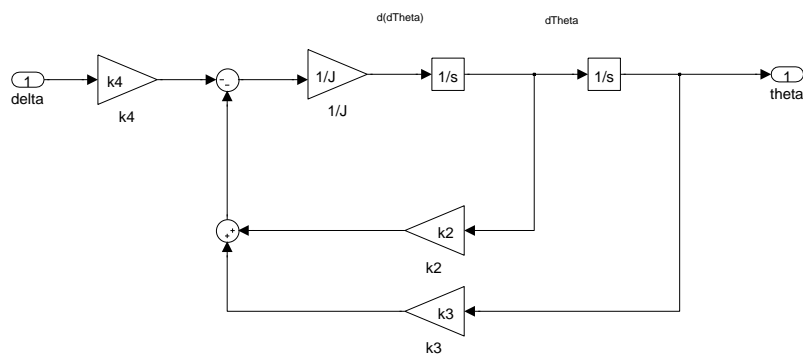 d(dTheta) dTheta
1 k4 - - 1/J 1/s 1/s 1
delta theta
k4 1/J
+ + k2
k2
k3
k3